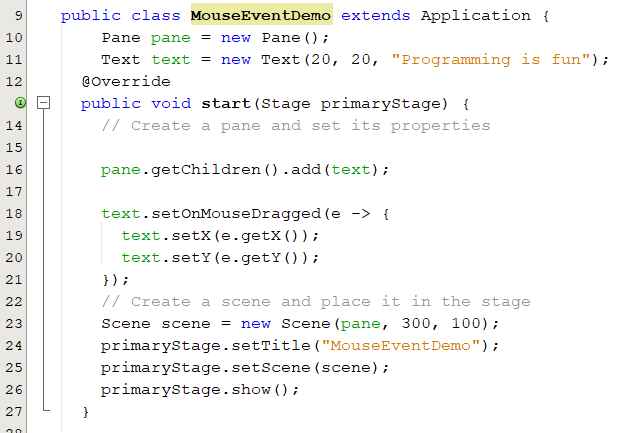 9 public class MouseEventDemo extends Application {
10 Pane pane = new Pane();
11 Text text = new Text(20, 20, "Programming is fun");
12 @Override
public void start(Stage primaryStage) {
14 // Create a pane and set its properties
15
16 pane.getChildren().add(text);
17
18 text.setOnMouseDragged(e -> {
19 text.setX(e.getX());
20 text.setY(e.getY());
21 });
22 // Create a scene and place it in the stage
23 Scene scene = new Scene(pane, 300, 100);
24 primaryStage.setTitle("MouseEventDemo");
25 primaryStage.setScene(scene);
26 primaryStage.show();
27 }